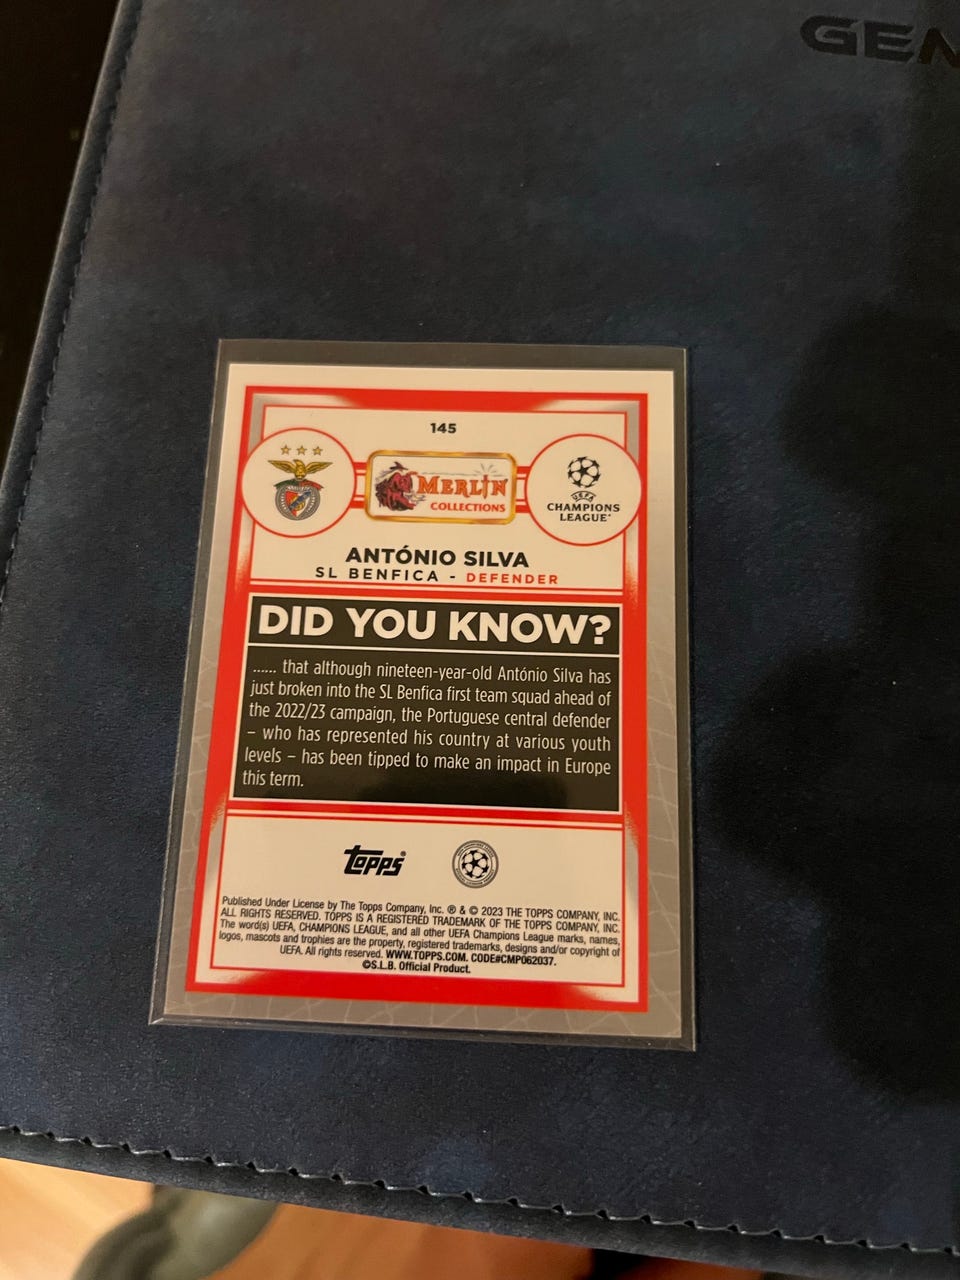 GEM
145
MERLIN
COLLECTIONS
UEFA
CHAMPIONS
LEAGUE
ANTÓNIO SILVA
SL BENFICA - DEFENDER
DID YOU KNOW?
...... that although nineteen-year-old António Silva has
just broken into the SL Benfica first team squad ahead of
the 2022/23 campaign, the Portuguese central defender
– who has represented his country at various youth
levels – has been tipped to make an impact in Europe
this term.
Topps®
Published Under License by The Topps Company, Inc. ® & © 2023 THE TOPPS COMPANY, INC.
ALL RIGHTS RESERVED. TOPPS IS A REGISTERED TRADEMARK OF THE TOPPS COMPANY, INC.
The word(s) UEFA, CHAMPIONS LEAGUE, and all other UEFA Champions League marks, names,
logos, mascots and trophies are the property, registered trademarks, designs and/or copyright of
UEFA. All rights reserved. WWW.TOPPS.COM. CODE#CMP062037.
©S.L.B. Official Product.